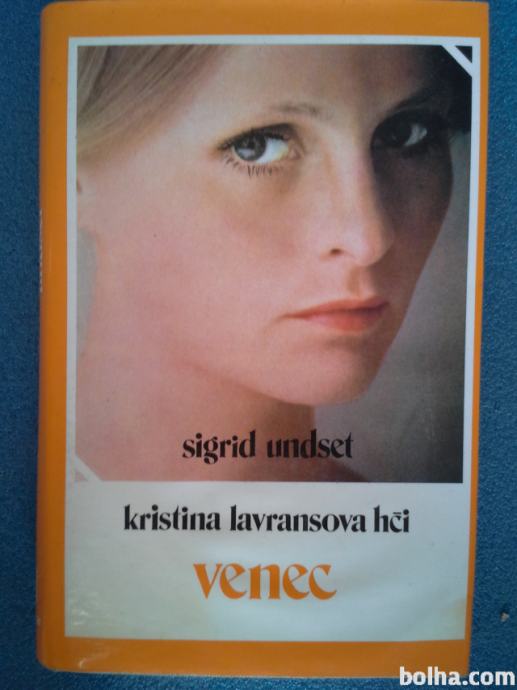 sigrid undset
kristina lavransova hči
venec
bolha.com